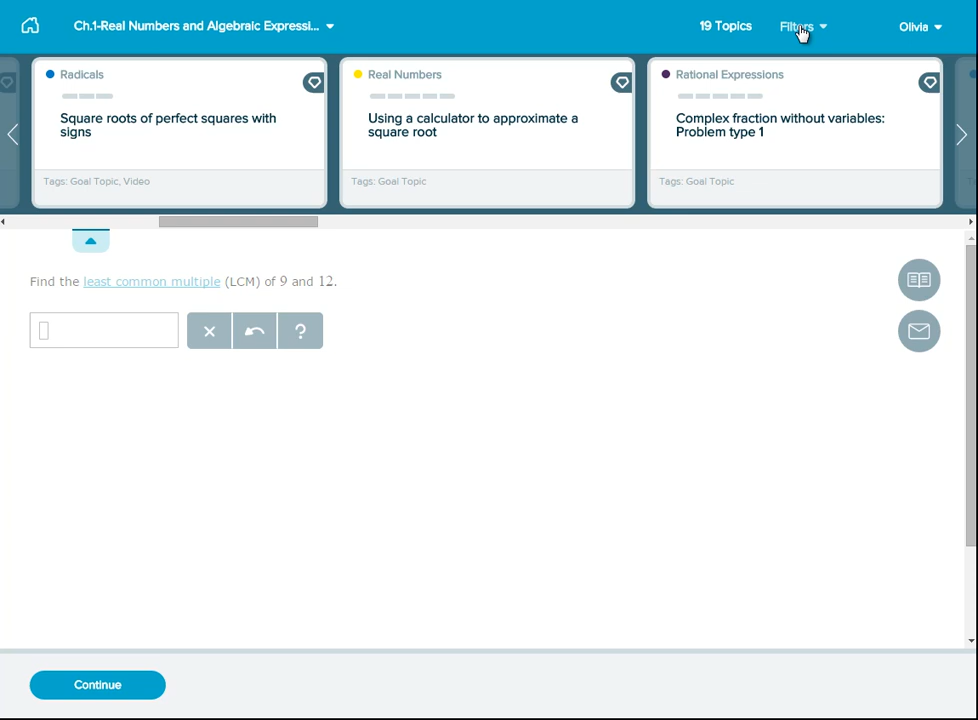 Ch.1-Real Numbers and Algebraic Expressi...
19 Topics
Filters
Olivia
Radicals
Square roots of perfect squares with
signs
Tags: Goal Topic, Video
Real Numbers
Using a calculator to approximate a
square root
Tags: Goal Topic
Rational Expressions
Complex fraction without variables:
Problem type 1
Tags: Goal Topic
Find the least common multiple (LCM) of 9 and 12.
?
Continue